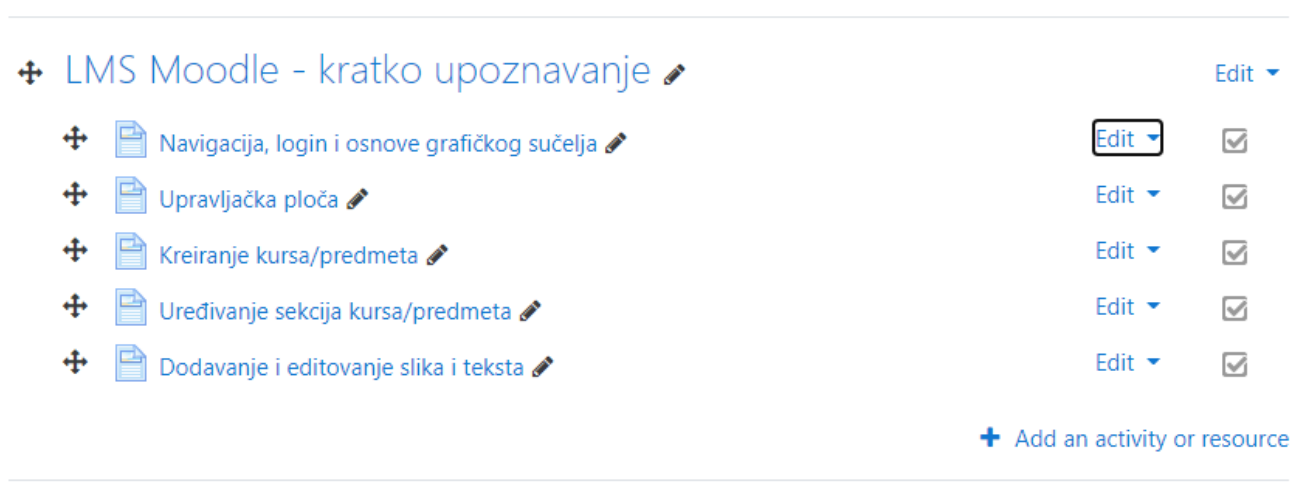 LMS Moodle - kratko upoznavanje Edit
Navigacija, login i osnove grafičkog sučelja Edit
Upravljačka ploča Edit
Kreiranje kursa/predmeta Edit
Uređivanje sekcija kursa/predmeta Edit
Dodavanje i editovanje slika i teksta Edit
Add an activity or resource